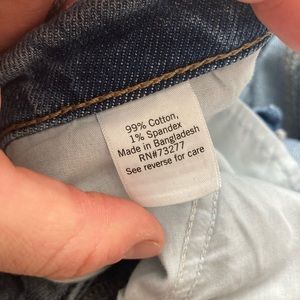 99% Cotton,
1% Spandex
Made in Bangladesh
RN#73277
See reverse for care